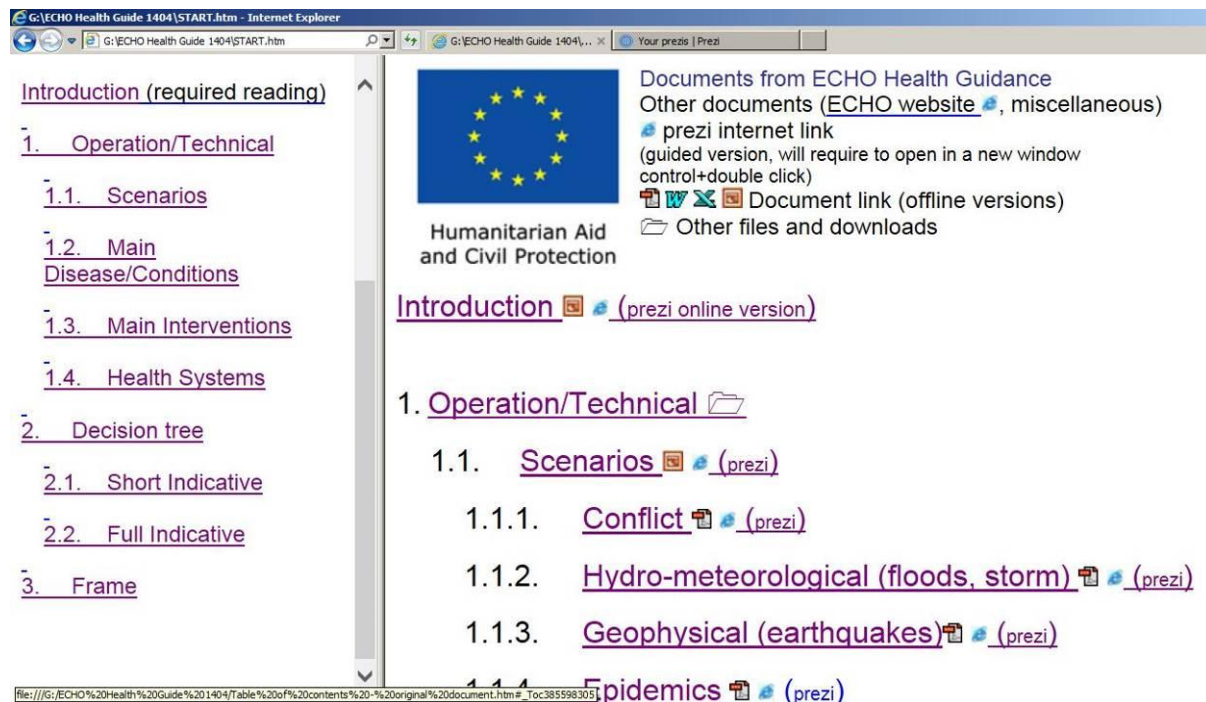 G:\ECHO Health Guide 1404\START.htm - Internet Explorer
G:\ECHO Health Guide 1404\START.htm
G:\ECHO Health Guide 1404\...
Your prezis | Prezi
Introduction (required reading)
1. Operation/Technical
1.1. Scenarios
1.2. Main
Disease/Conditions
1.3. Main Interventions
1.4. Health Systems
2. Decision tree
2.1. Short Indicative
2.2. Full Indicative
3. Frame
Humanitarian Aid
and Civil Protection
Documents from ECHO Health Guidance
Other documents (ECHO website , miscellaneous)
prezi internet link
(guided version, will require to open in a new window
control+double click)
Document link (offline versions)
Other files and downloads
Introduction (prezi online version)
1. Operation/Technical
1.1. Scenarios (prezi)
1.1.1. Conflict (prezi)
1.1.2. Hydro-meteorological (floods, storm) (prezi)
1.1.3. Geophysical (earthquakes) (prezi)
1.1.4. Epidemics (prezi)
file:///G:/ECHO%20Health%20Guide%201404/Table%20of%20contents%20-%20original%20document.htm#_Toc385598305